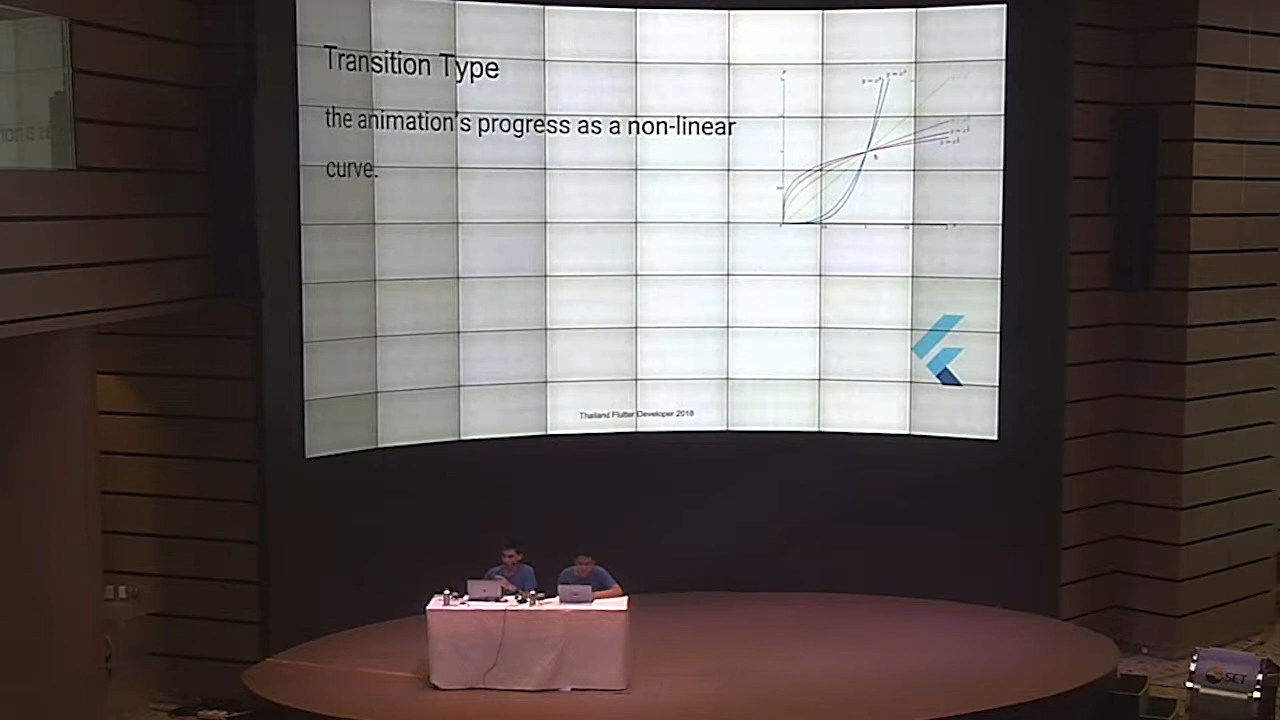 Transition Type
the animation's progress as a non-linear
curve.
Thailand Flutter Developer 2018
SET